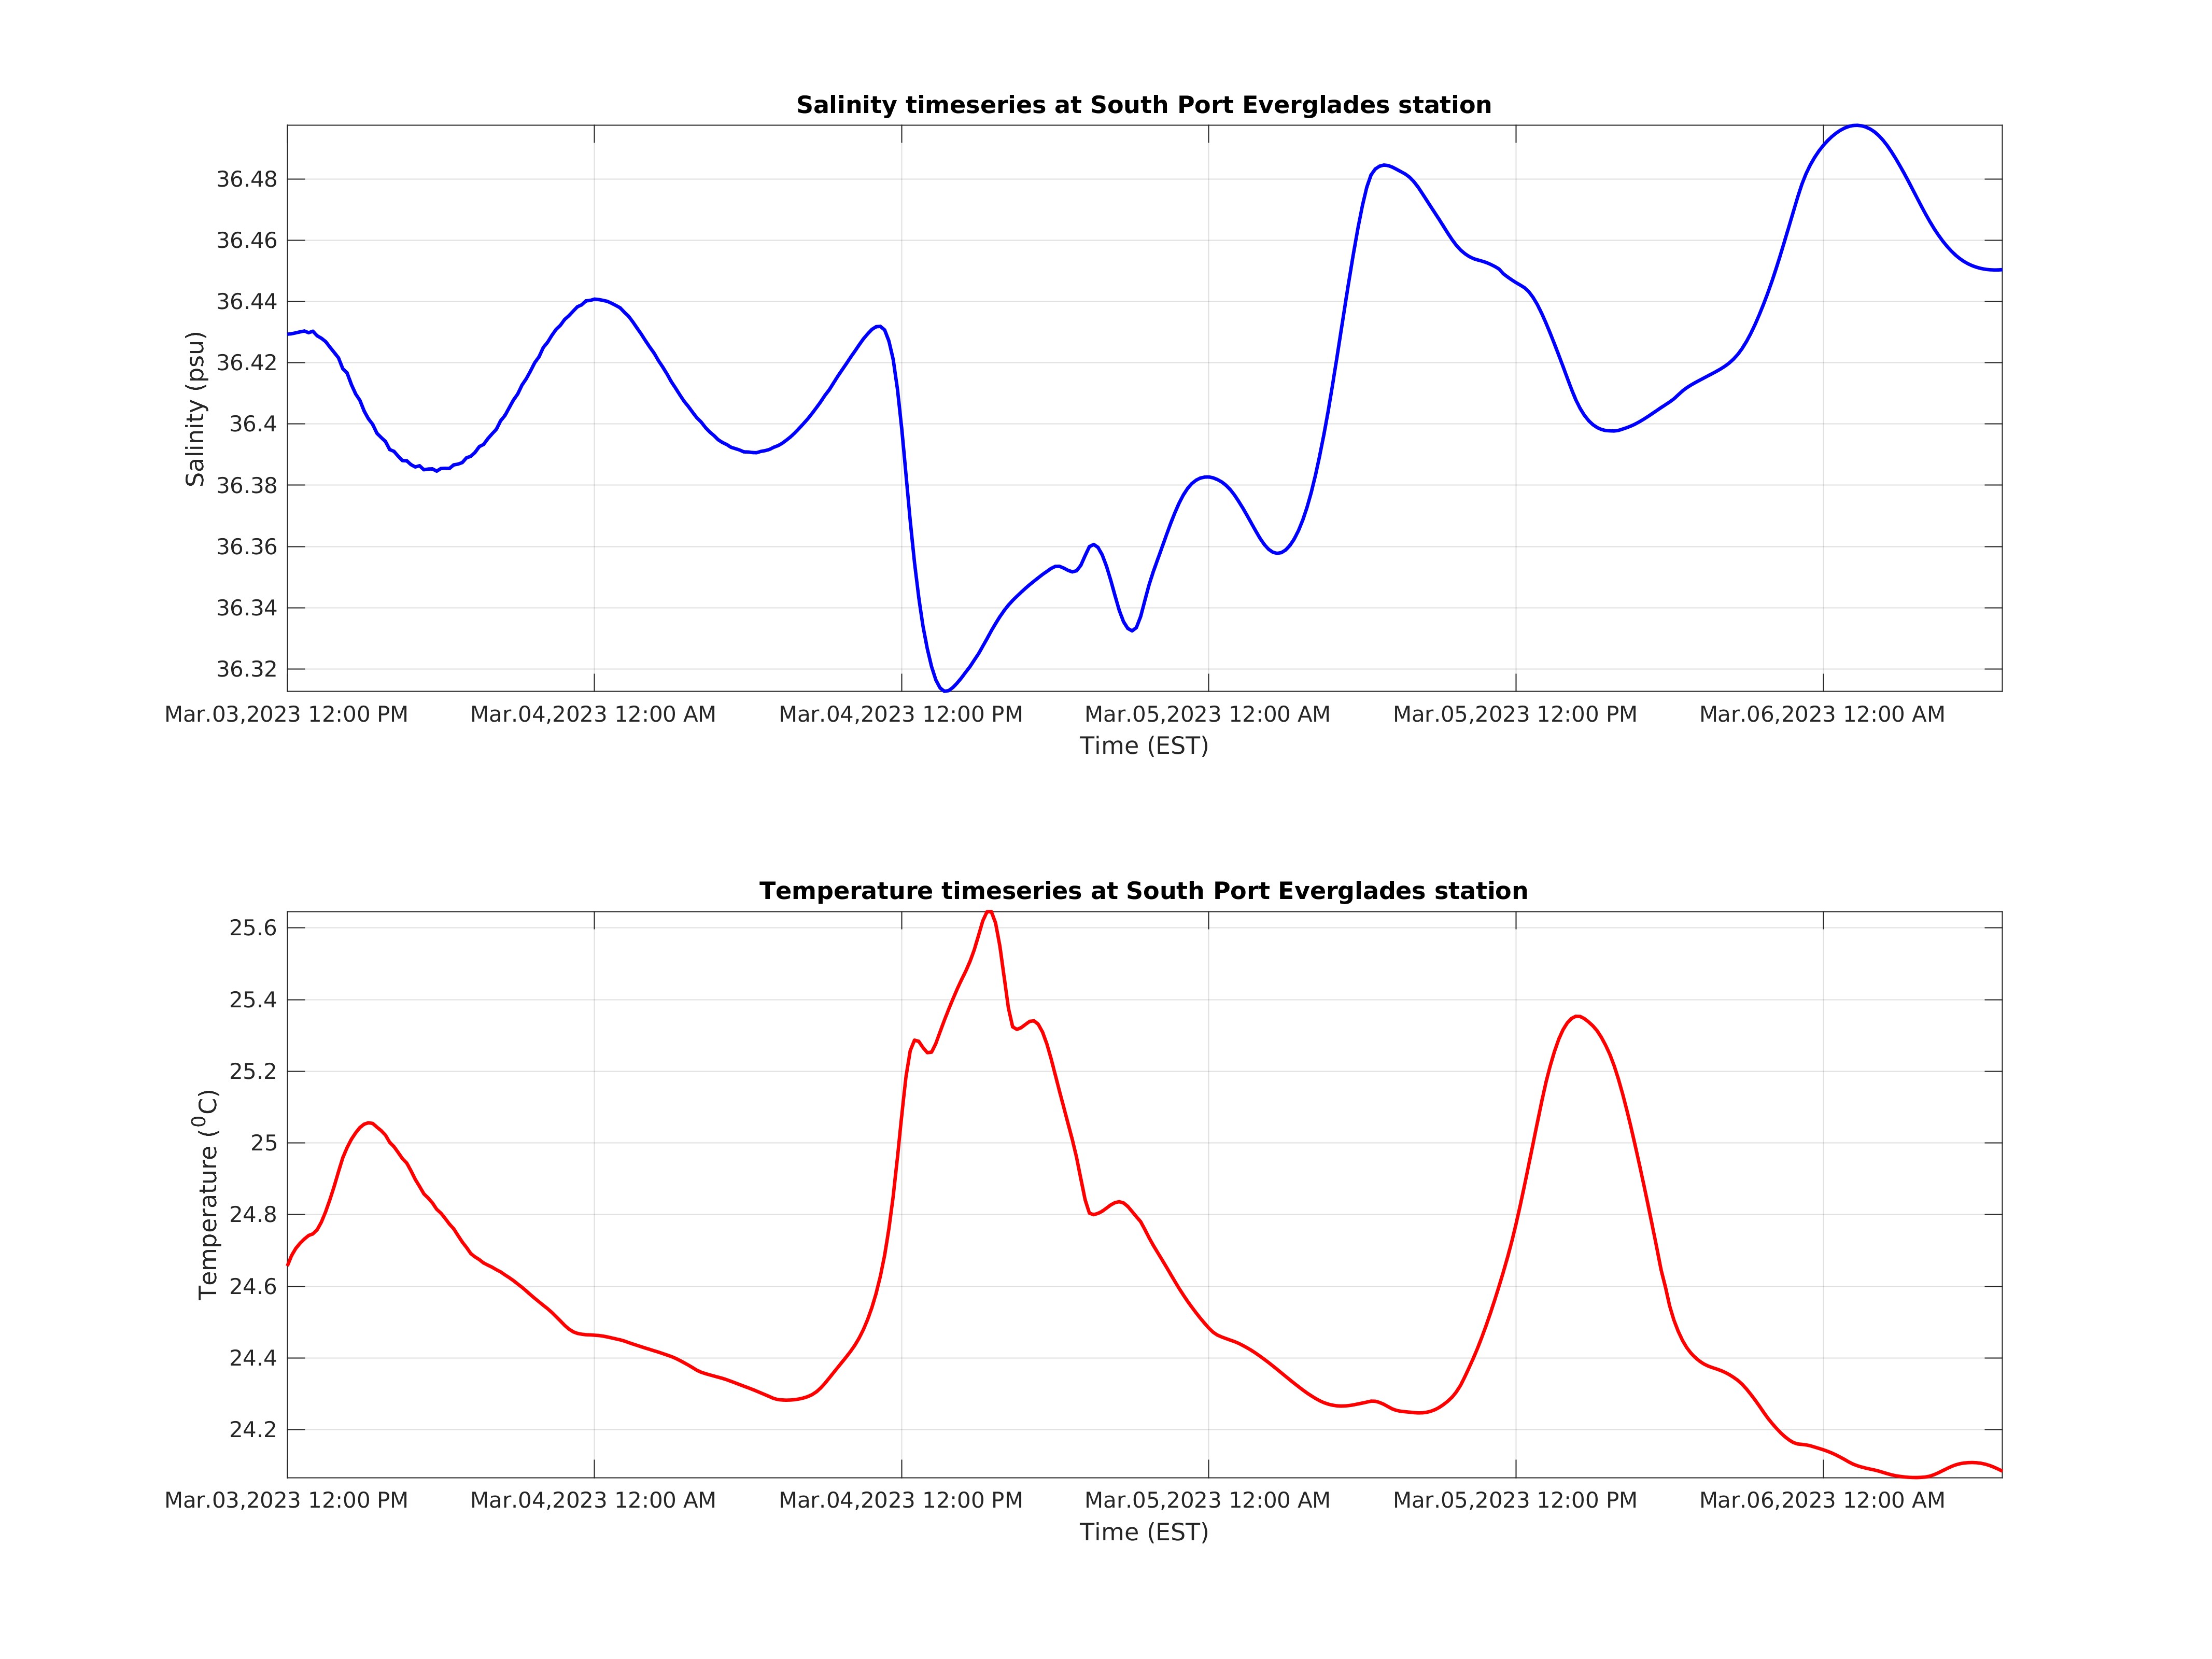 Salinity timeseries at South Port Everglades station
Salinity (psu)
36.48
36.46
36.44
36.42
36.4
36.38
36.36
36.34
36.32
Mar.03,2023 12:00 PM Mar.04,2023 12:00 AM Mar.04,2023 12:00 PM Mar.05,2023 12:00 AM Mar.05,2023 12:00 PM Mar.06,2023 12:00 AM
Time (EST)
Temperature timeseries at South Port Everglades station
Temperature (⁰C)
25.6
25.4
25.2
25
24.8
24.6
24.4
24.2
Mar.03,2023 12:00 PM Mar.04,2023 12:00 AM Mar.04,2023 12:00 PM Mar.05,2023 12:00 AM Mar.05,2023 12:00 PM Mar.06,2023 12:00 AM
Time (EST)